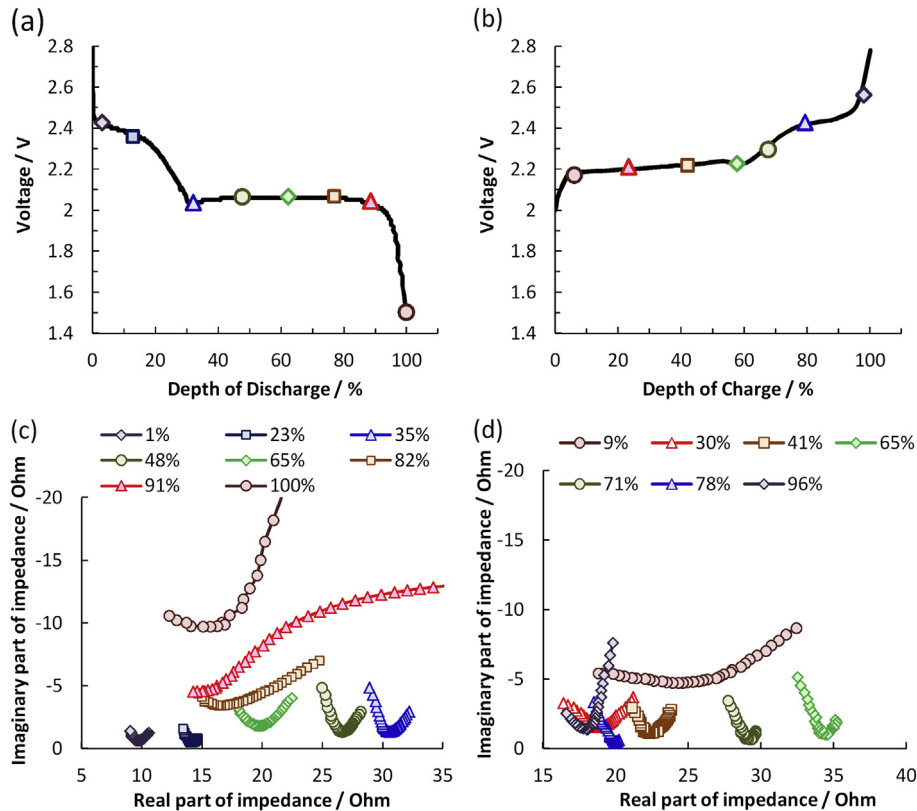 (a)
2.8
2.6
2.4
2.2
2
1.8
1.6
1.4
Voltage / V
0 20 40 60 80 100
Depth of Discharge / %
(b)
2.8
2.6
2.4
2.2
2
1.8
1.6
1.4
Voltage / V
0 20 40 60 80 100
Depth of Charge / %
(c)
1% 23% 35%
48% 65% 82%
91% 100%
-20
-15
-10
-5
0
Imaginary part of impedance / Ohm
5 10 15 20 25 30 35
Real part of impedance / Ohm
(d)
9% 30% 41% 65%
71% 78% 96%
-20
-15
-10
-5
0
Imaginary part of impedance / Ohm
15 20 25 30 35 40
Real part of impedance / Ohm